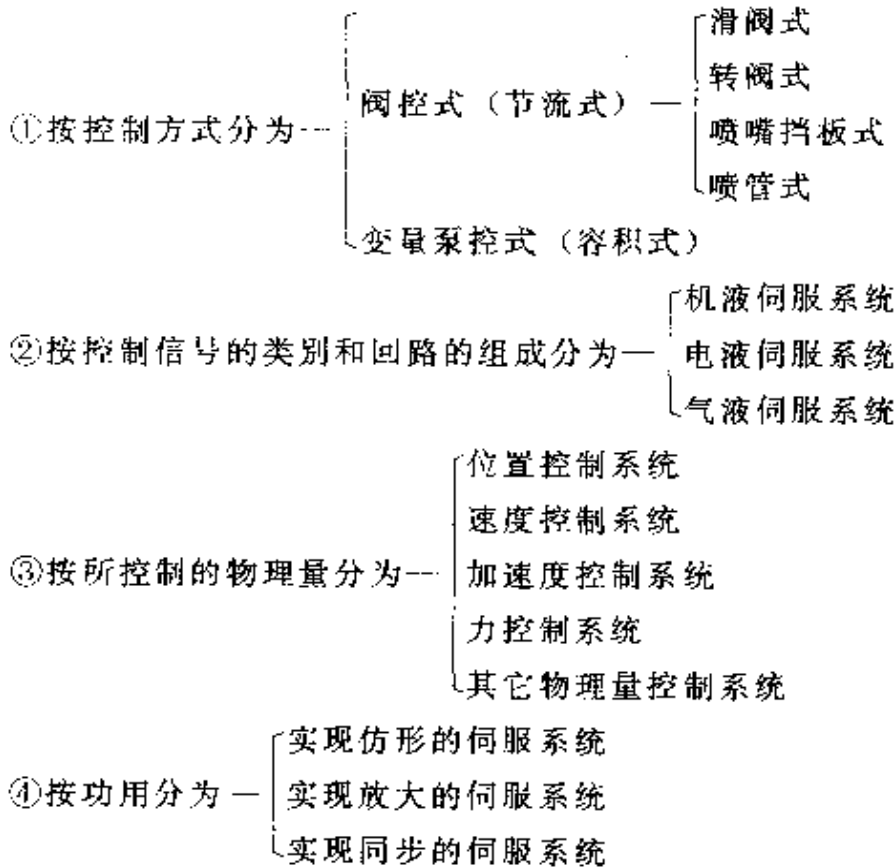 滑阀式
转阀式
①按控制方式分为
阀控式（节流式）
喷嘴挡板式
喷管式
变量泵控式（容积式）
机液伺服系统
②按控制信号的类别和回路的组成分为
电液伺服系统
气液伺服系统
位置控制系统
速度控制系统
③按所控制的物理量分为
加速度控制系统
力控制系统
其它物理量控制系统
实现仿形的伺服系统
④按功用分为
实现放大的伺服系统
实现同步的伺服系统